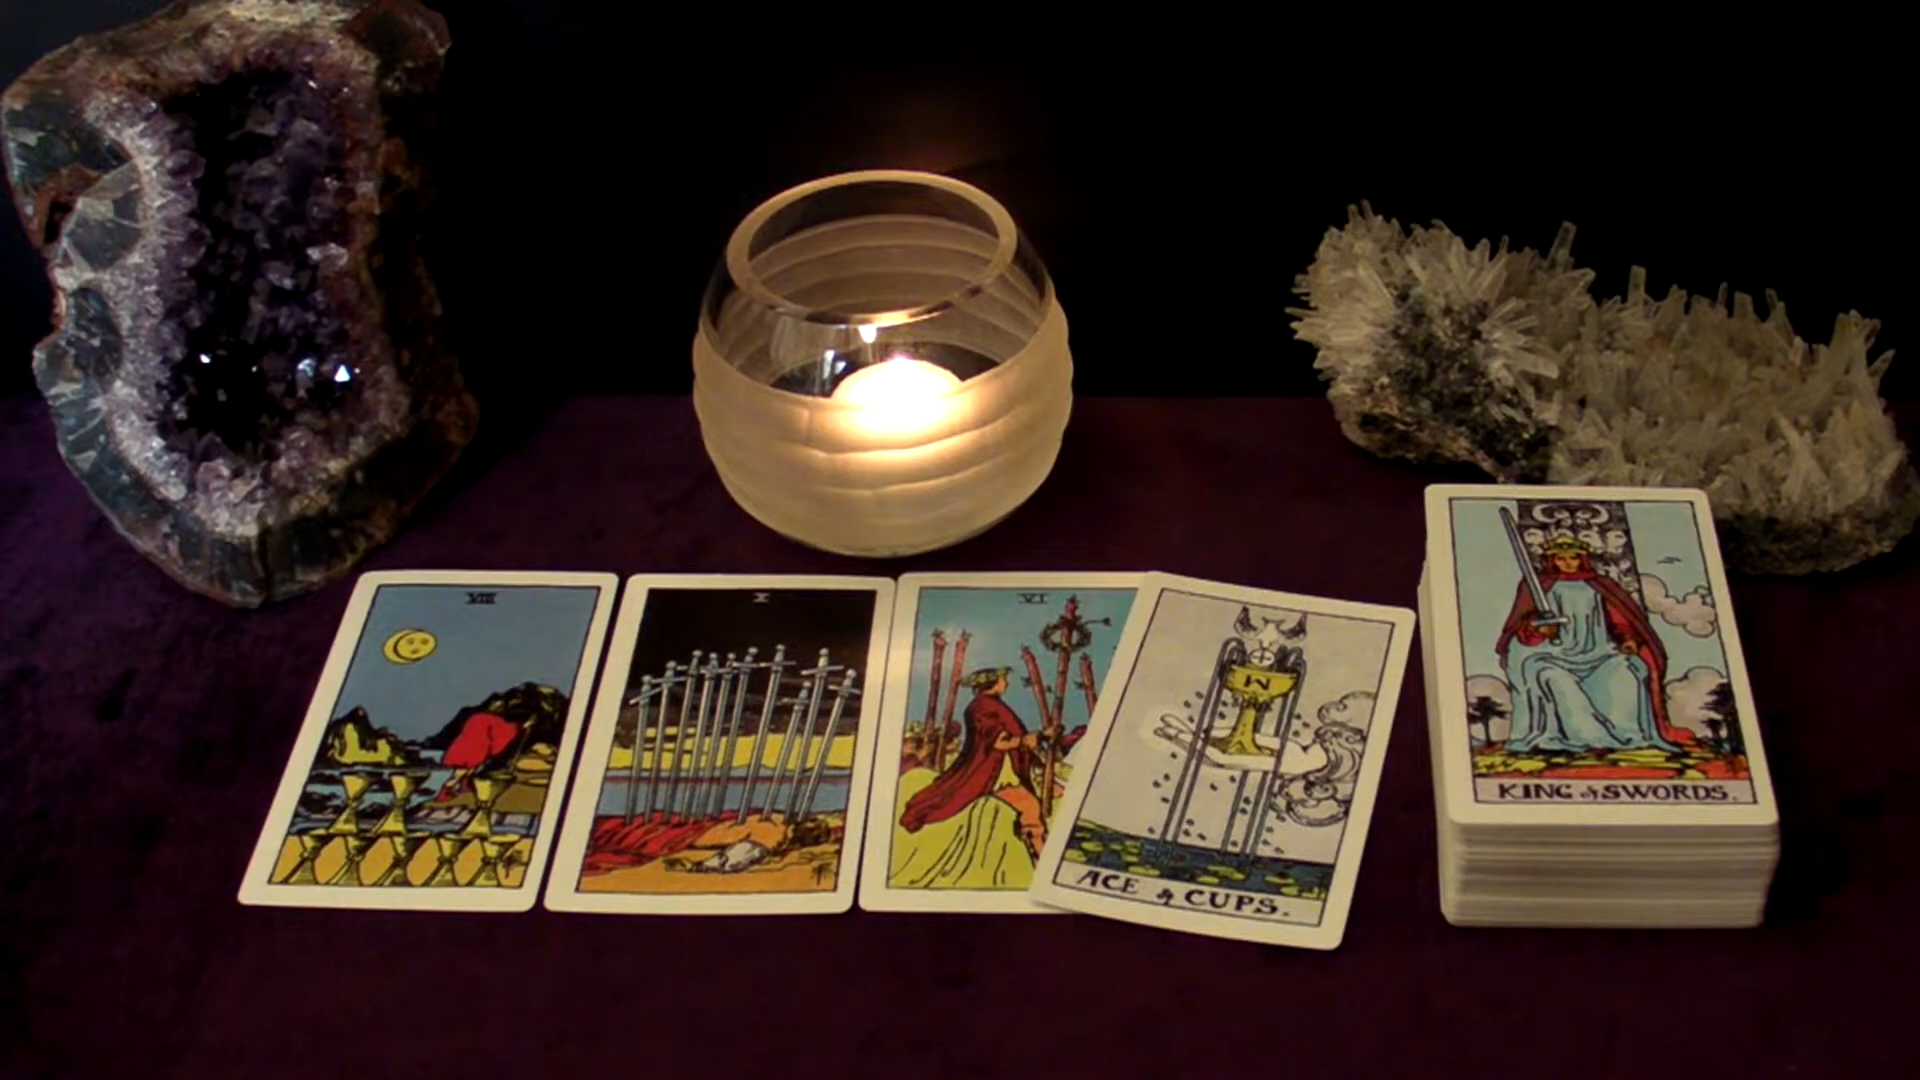 VIII
X
VI
W
ACE of CUPS.
KING of SWORDS.